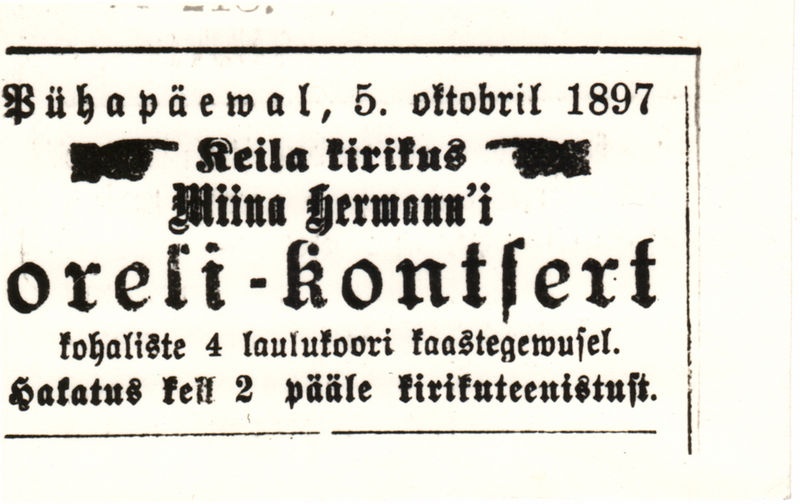 Pühapäewal, 5. oktobril 1897
Keila kirikus
Miina Hermann'i
oreli-kontsert
kohaliste 4 laulukoori kaastegewusel.
Hakatus kell 2 pääle kirikuteenistust.